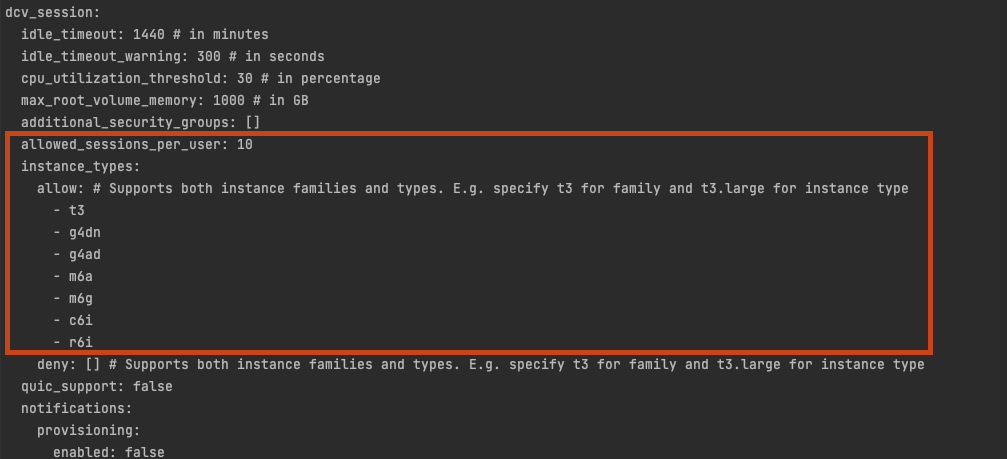 dcv_session:
  idle_timeout: 1440 # in minutes
  idle_timeout_warning: 300 # in seconds
  cpu_utilization_threshold: 30 # in percentage
  max_root_volume_memory: 1000 # in GB
  additional_security_groups: []
  allowed_sessions_per_user: 10
  instance_types:
    allow: # Supports both instance families and types. E.g. specify t3 for family and t3.large for instance type
      - t3
      - g4dn
      - g4ad
      - m6a
      - m6g
      - c6i
      - r6i
    deny: [] # Supports both instance families and types. E.g. specify t3 for family and t3.large for instance type
  quic_support: false
  notifications:
    provisioning:
      enabled: false